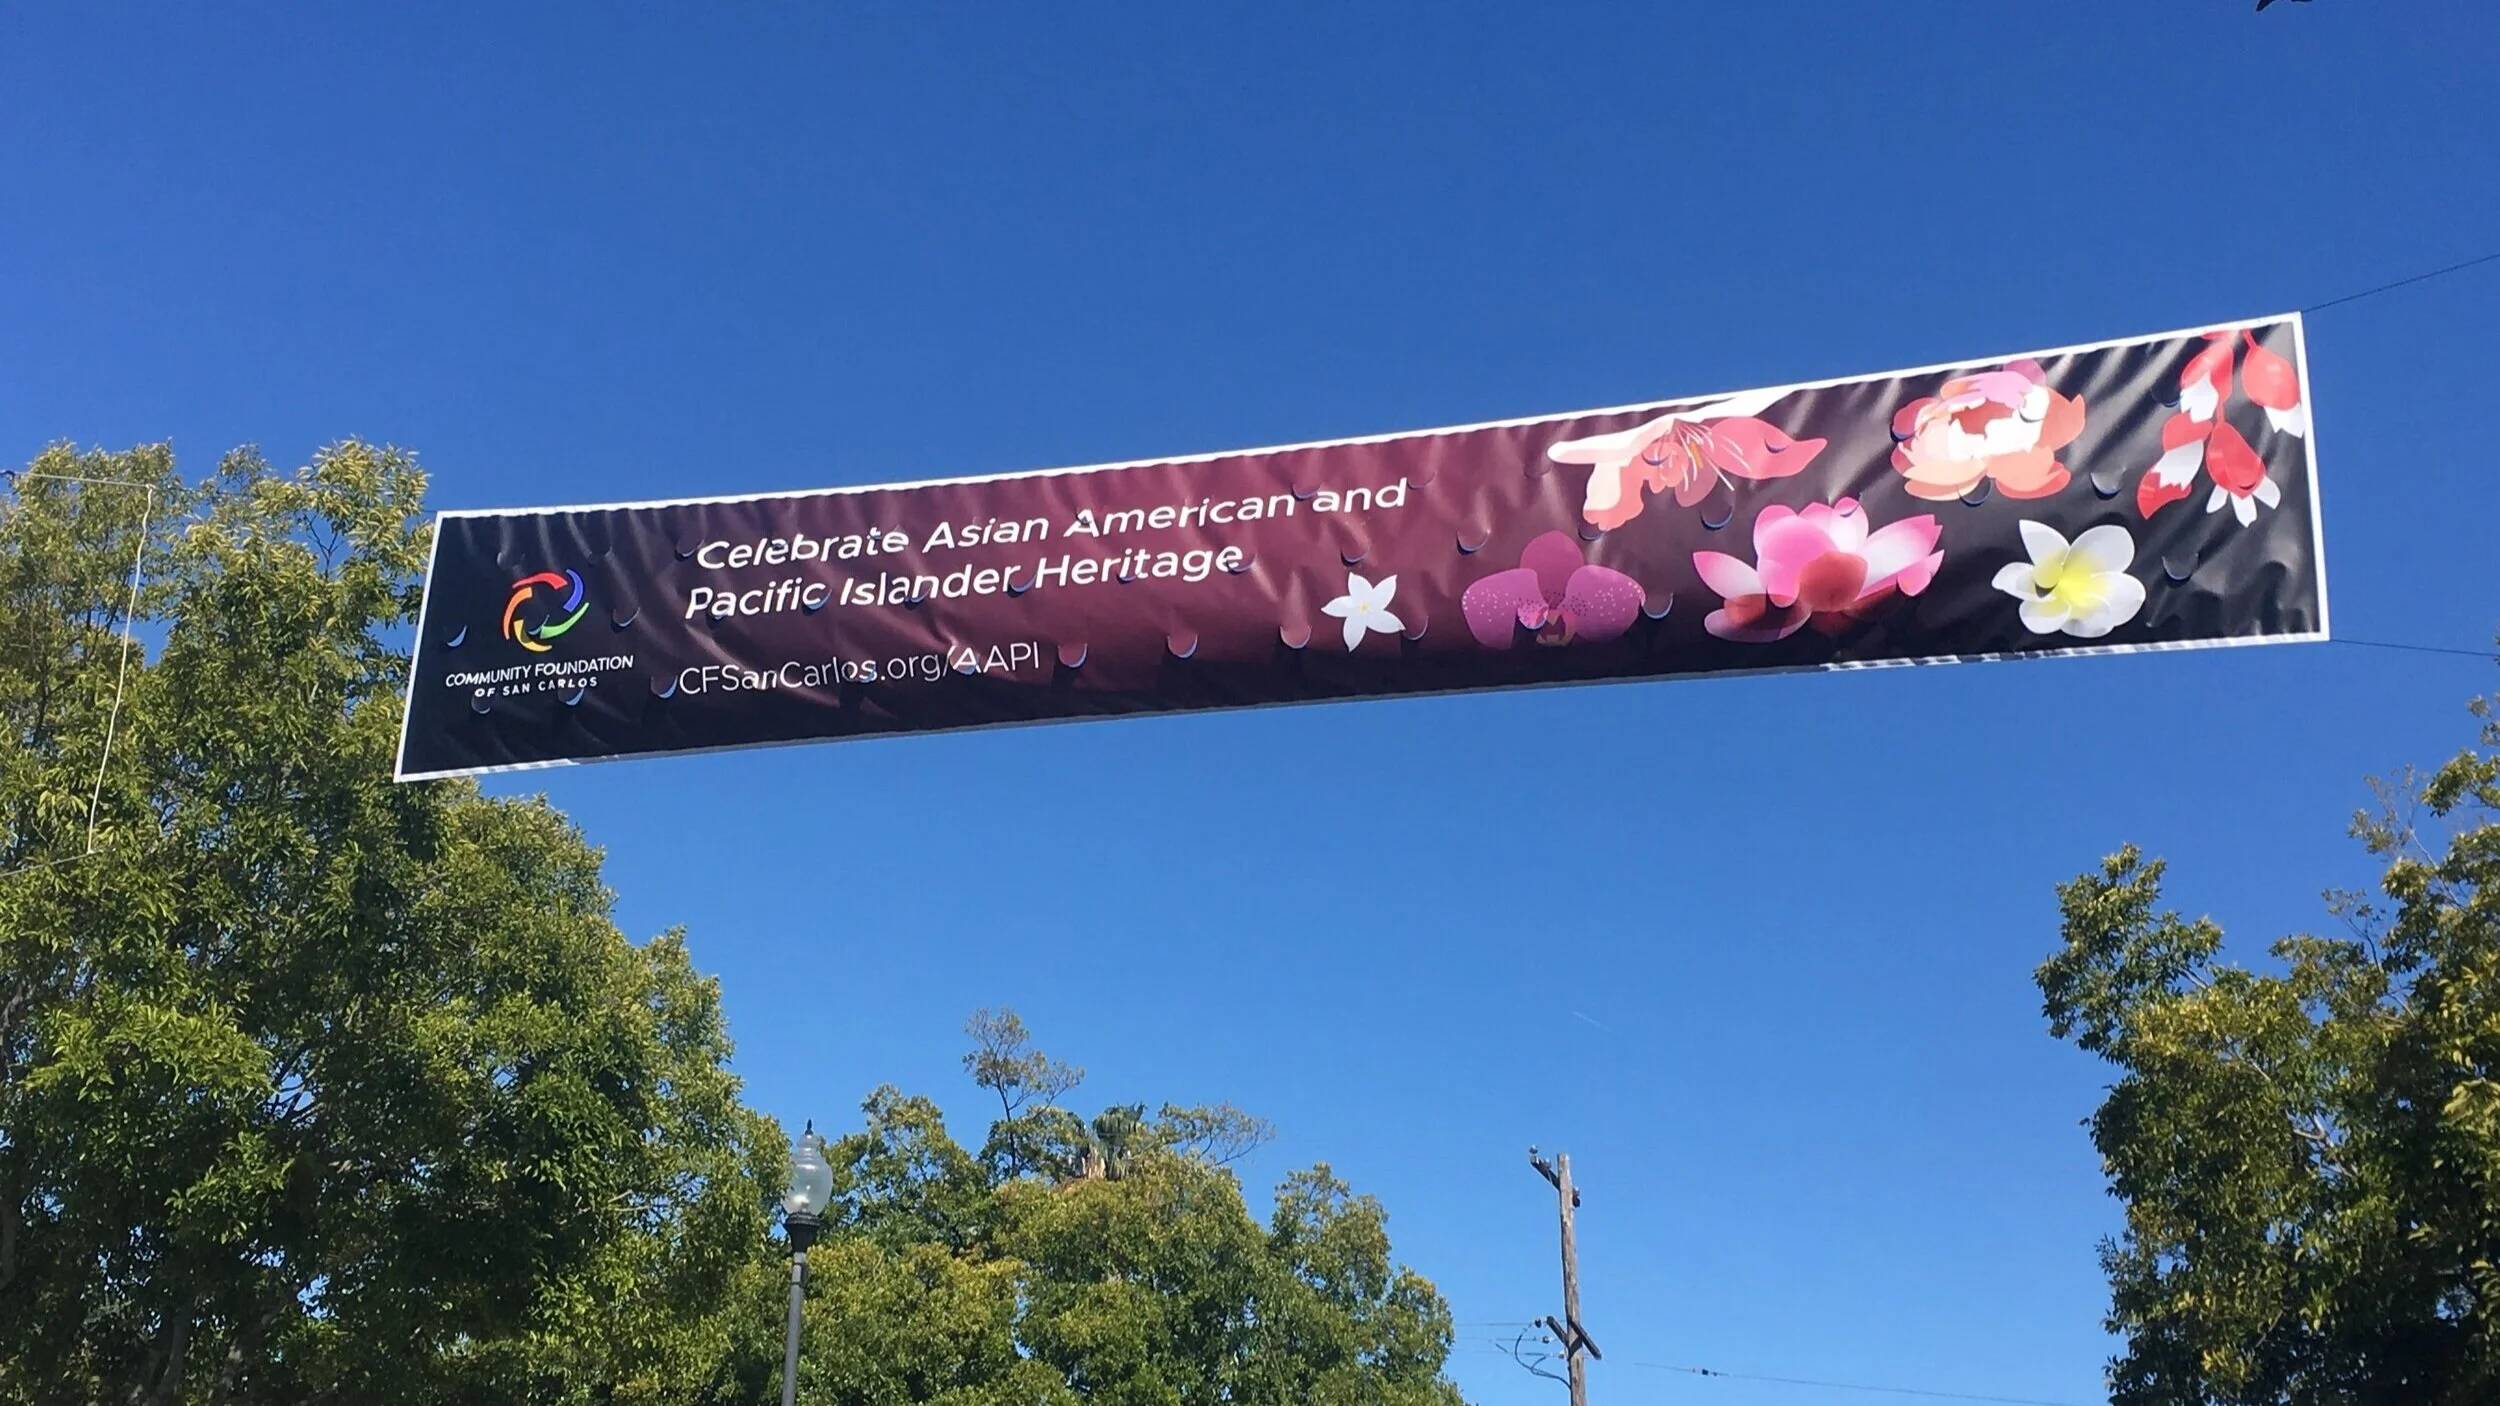 Celebrate Asian American and
Pacific Islander Heritage
CFSanCarlos.org/AAPI
COMMUNITY FOUNDATION
OF SAN CARLOS